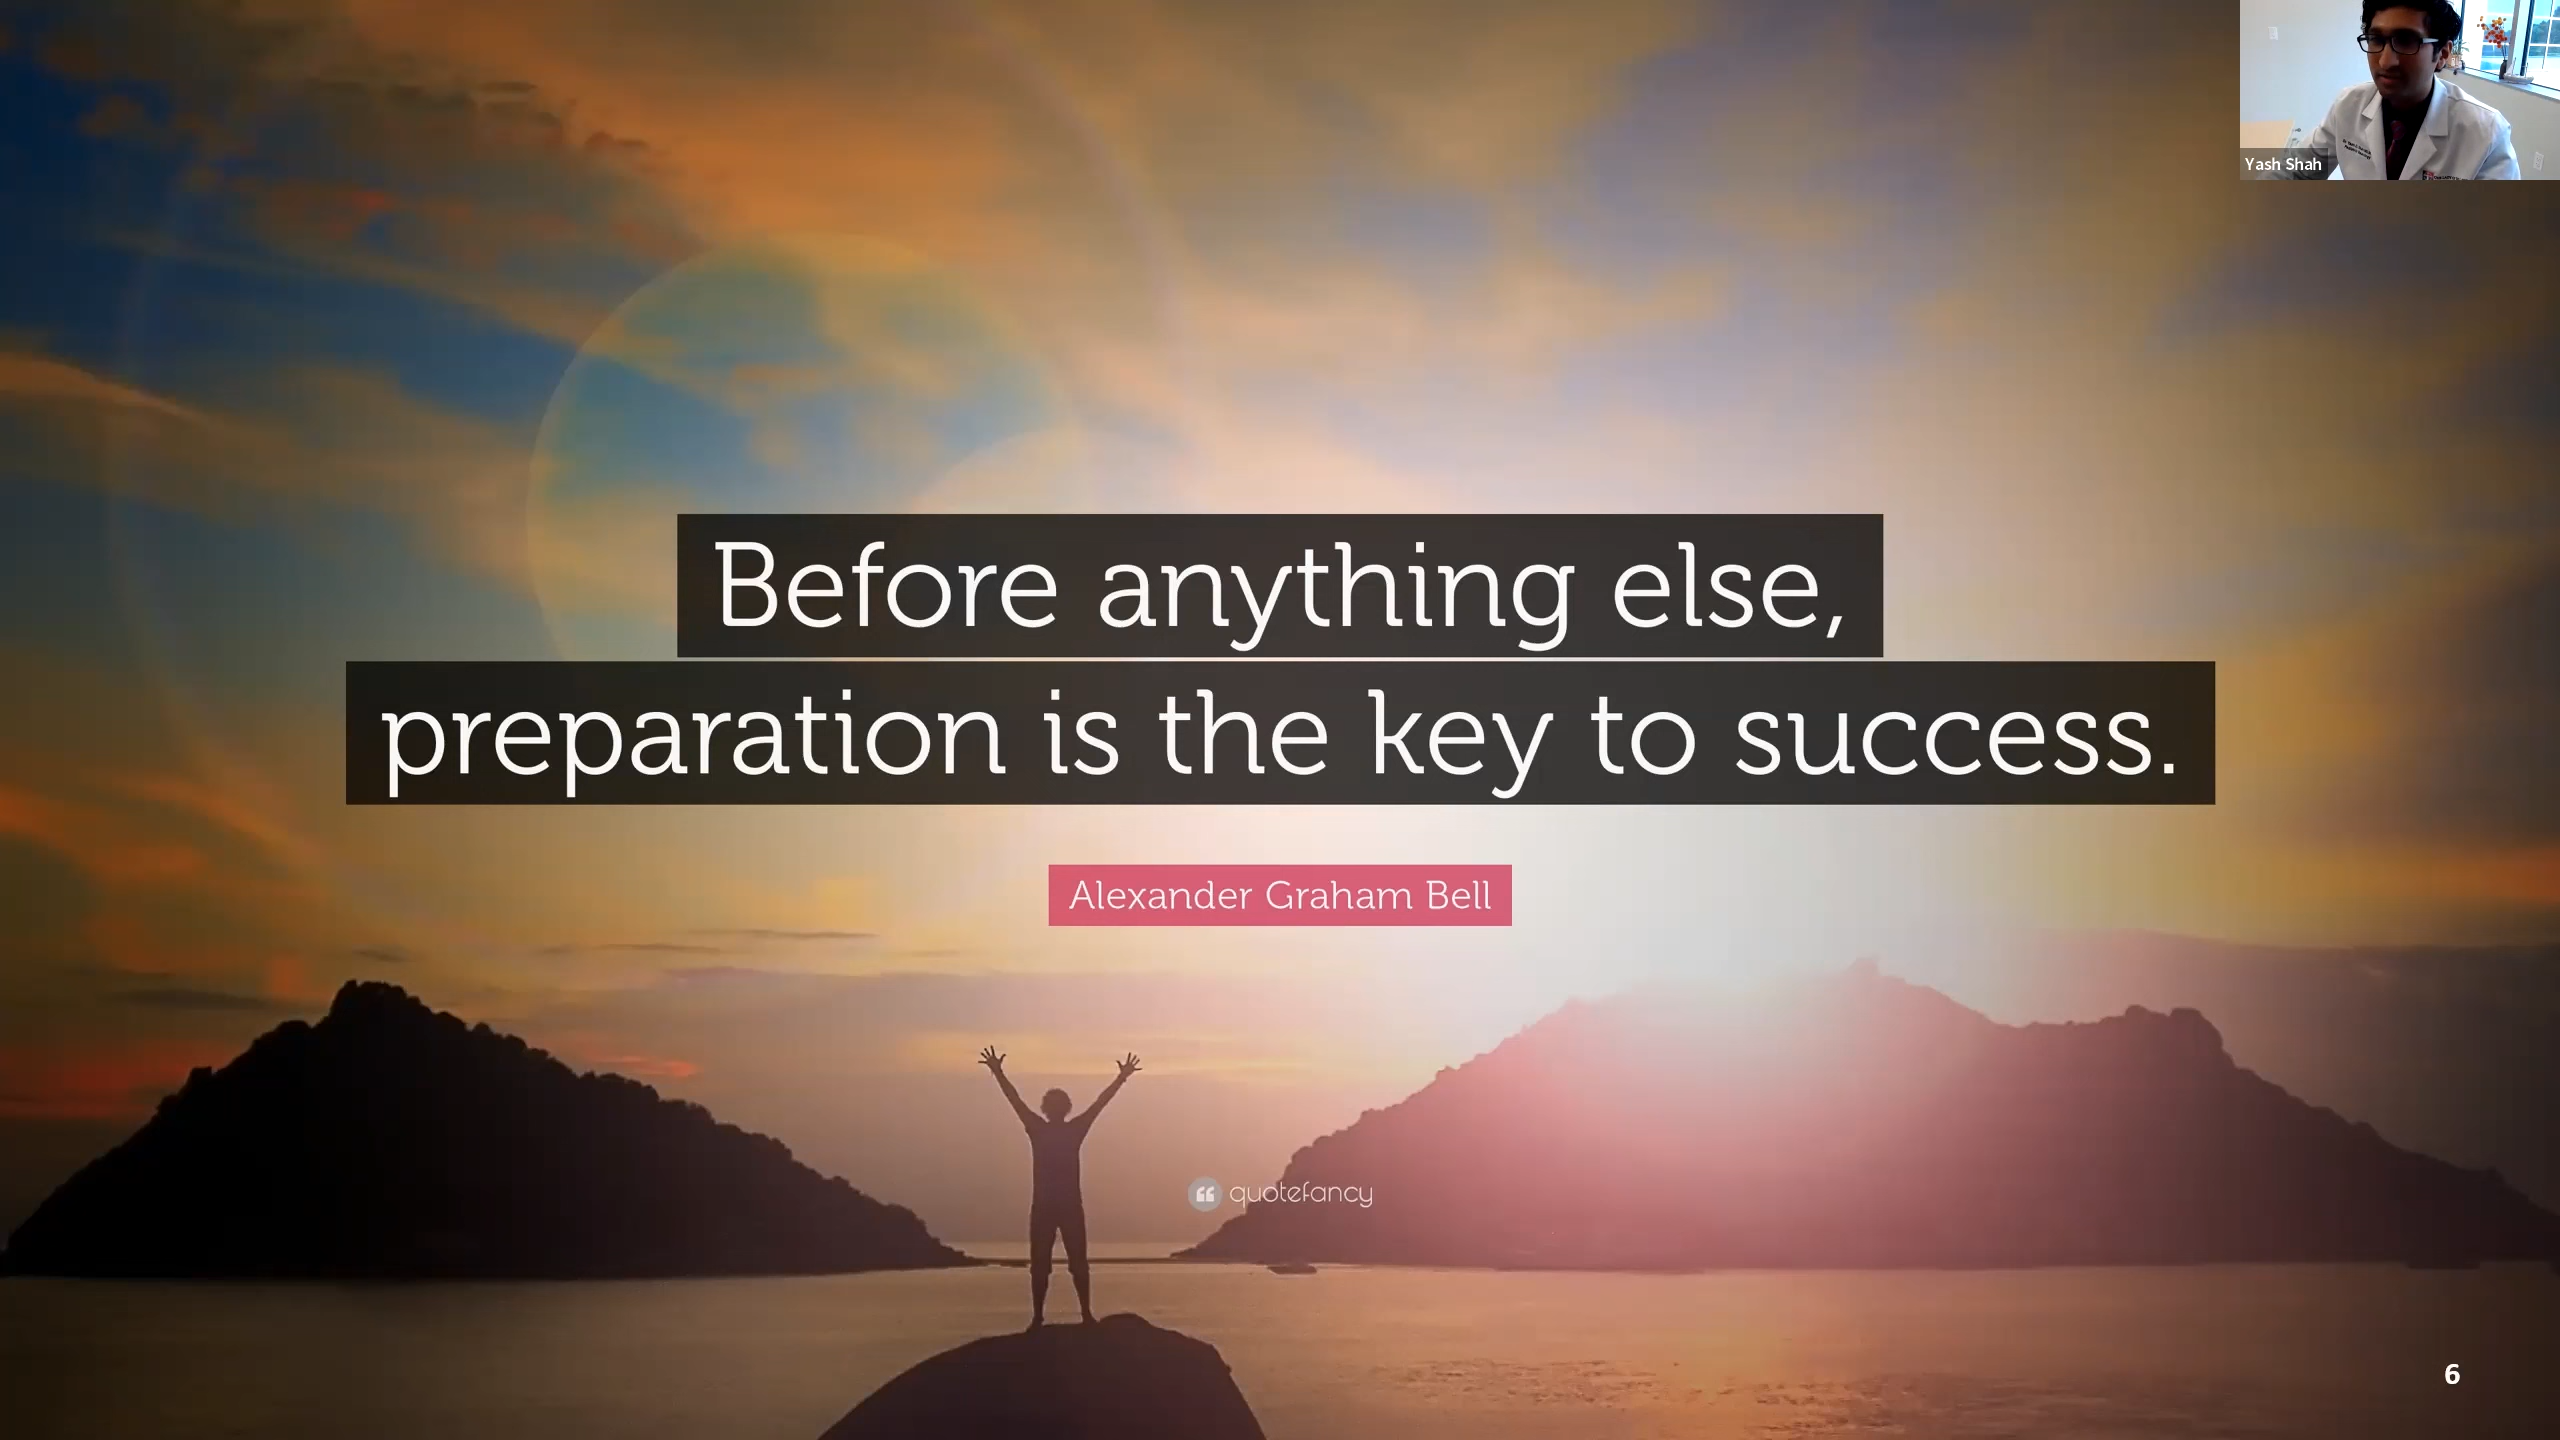 Yash Shah
Before anything else,
preparation is the key to success.
Alexander Graham Bell
quotefancy
6